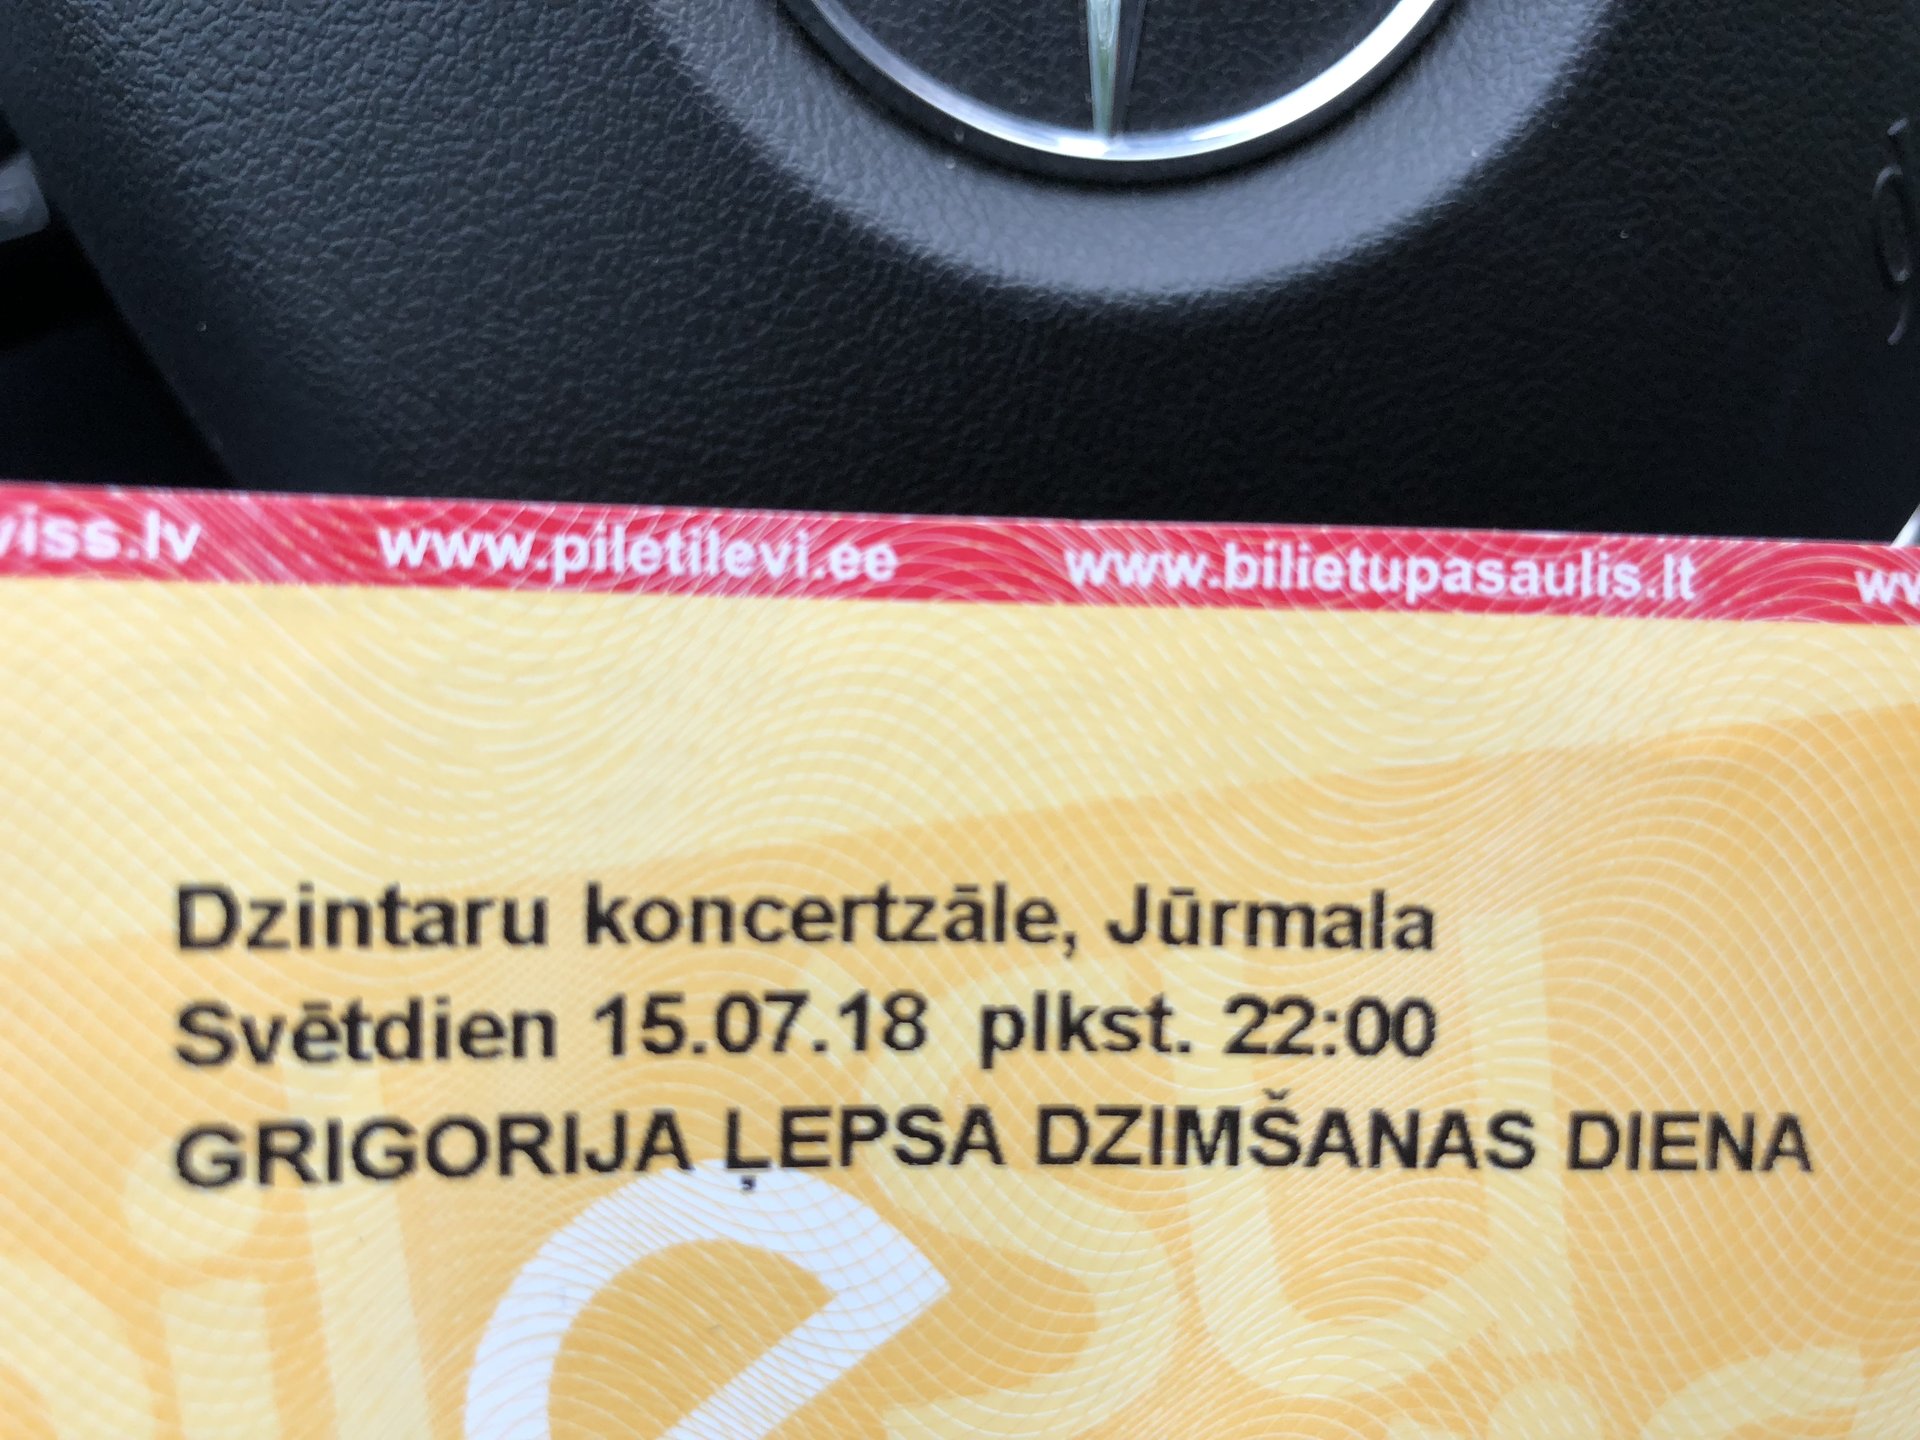 viss.lv www.piletilevi.ee www.bilietupasaulis.lt
Dzintaru koncertzāle, Jūrmala
Svētdien 15.07.18 plkst. 22:00
GRIGORIJA ĻEPSA DZIMŠANAS DIENA